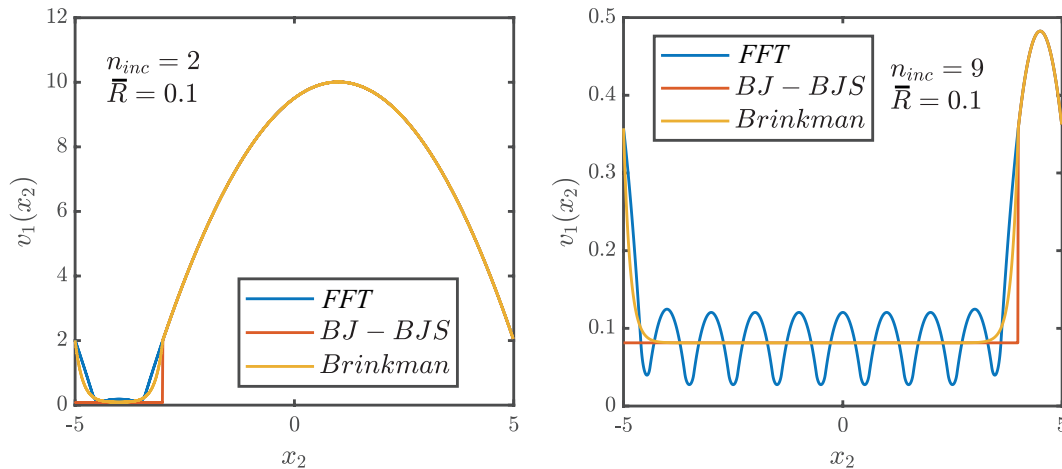 12
10
8
6
4
2
0
-5
0
5
v₁(x₂)
x₂
n_inc = 2
R̄ = 0.1
FFT
BJ − BJS
Brinkman
0.5
0.4
0.3
0.2
0.1
0
-5
0
5
v₁(x₂)
x₂
FFT
BJ − BJS
Brinkman
n_inc = 9
R̄ = 0.1